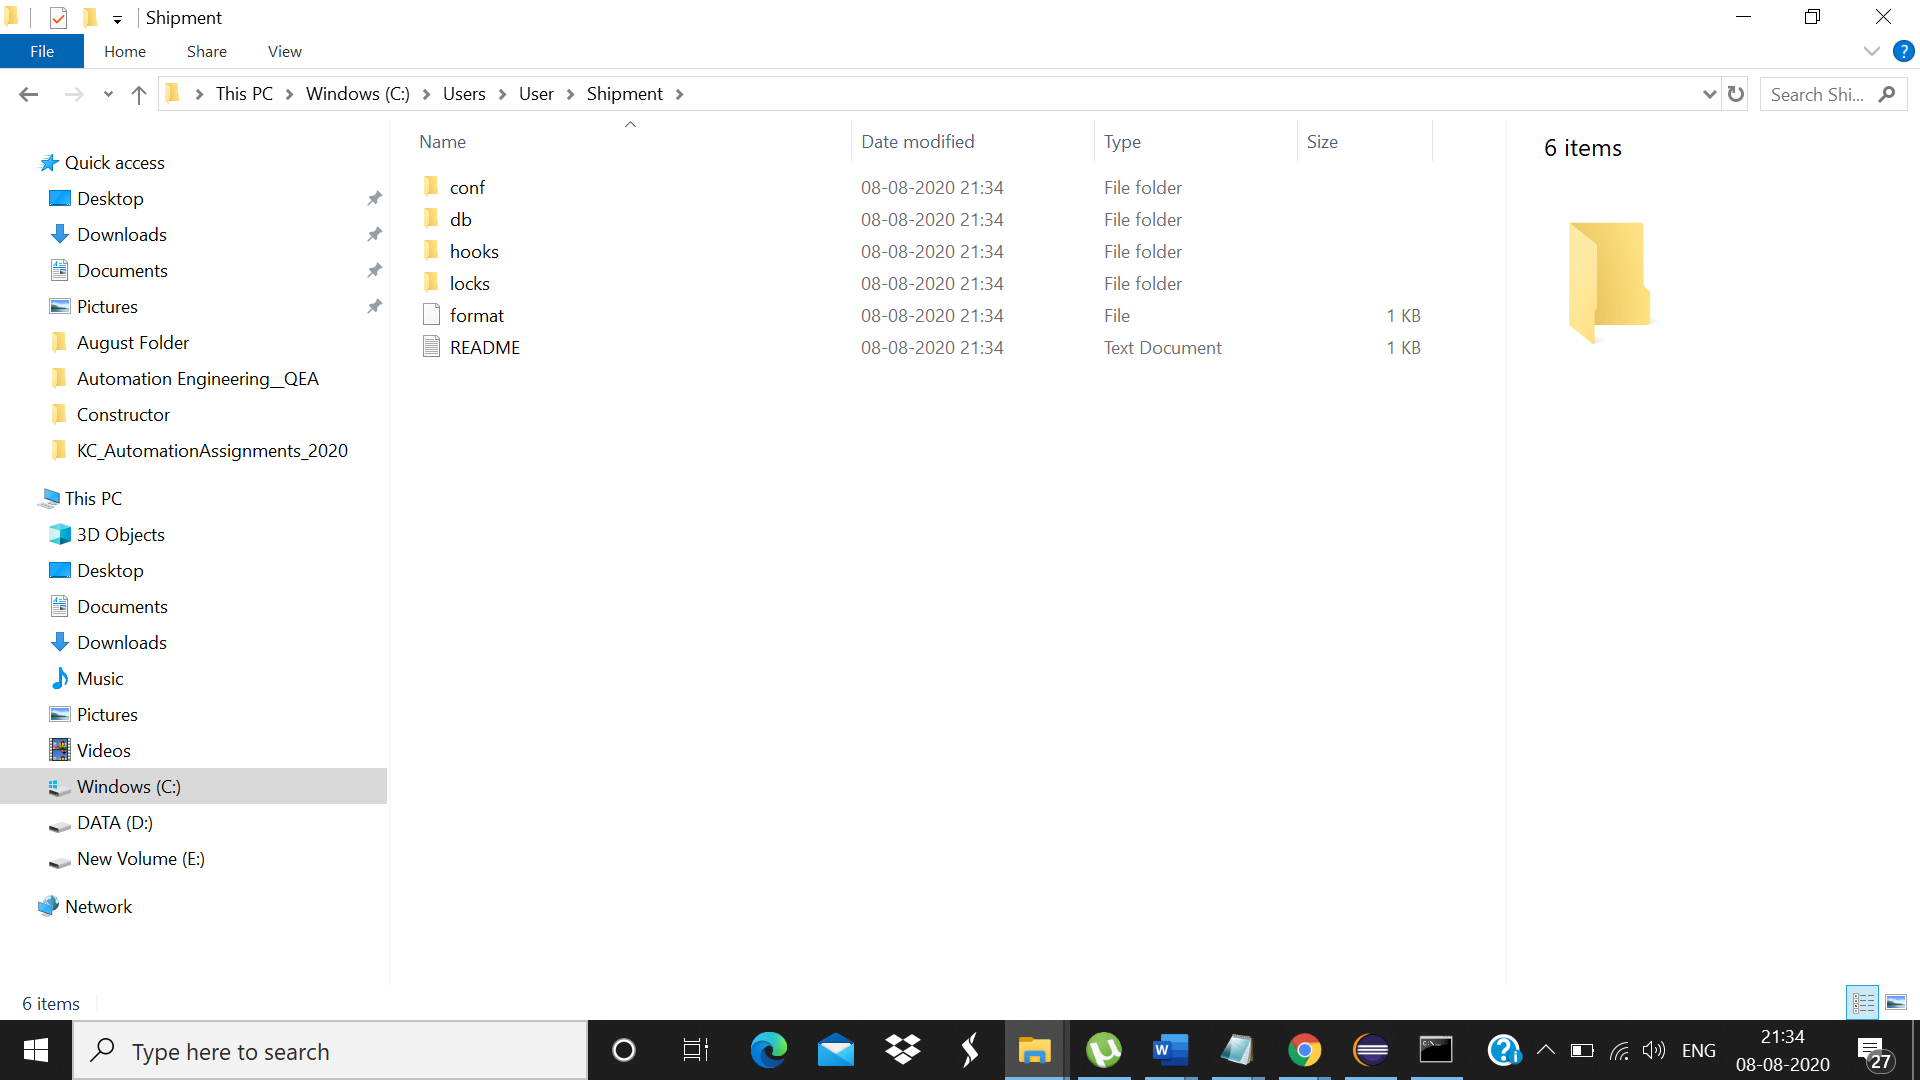 Shipment
File Home Share View
This PC Windows (C:) Users User Shipment Search Shi...
Name Date modified Type Size
6 items
Quick access
Desktop
Downloads
Documents
Pictures
August Folder
Automation Engineering__QEA
Constructor
KC_AutomationAssignments_2020
This PC
3D Objects
Desktop
Documents
Downloads
Music
Pictures
Videos
Windows (C:)
DATA (D:)
New Volume (E:)
Network
conf 08-08-2020 21:34 File folder
db 08-08-2020 21:34 File folder
hooks 08-08-2020 21:34 File folder
locks 08-08-2020 21:34 File folder
format 08-08-2020 21:34 File 1 KB
README 08-08-2020 21:34 Text Document 1 KB
6 items
Type here to search
ENG
21:34
08-08-2020
27